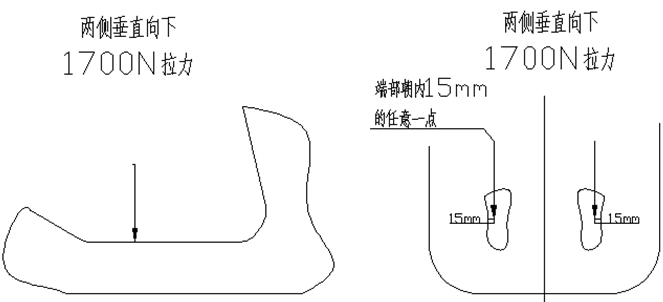 两侧垂直向下
1700N拉力
两侧垂直向下
1700N拉力
端部朝内15mm
的任意一点
15mm
15mm